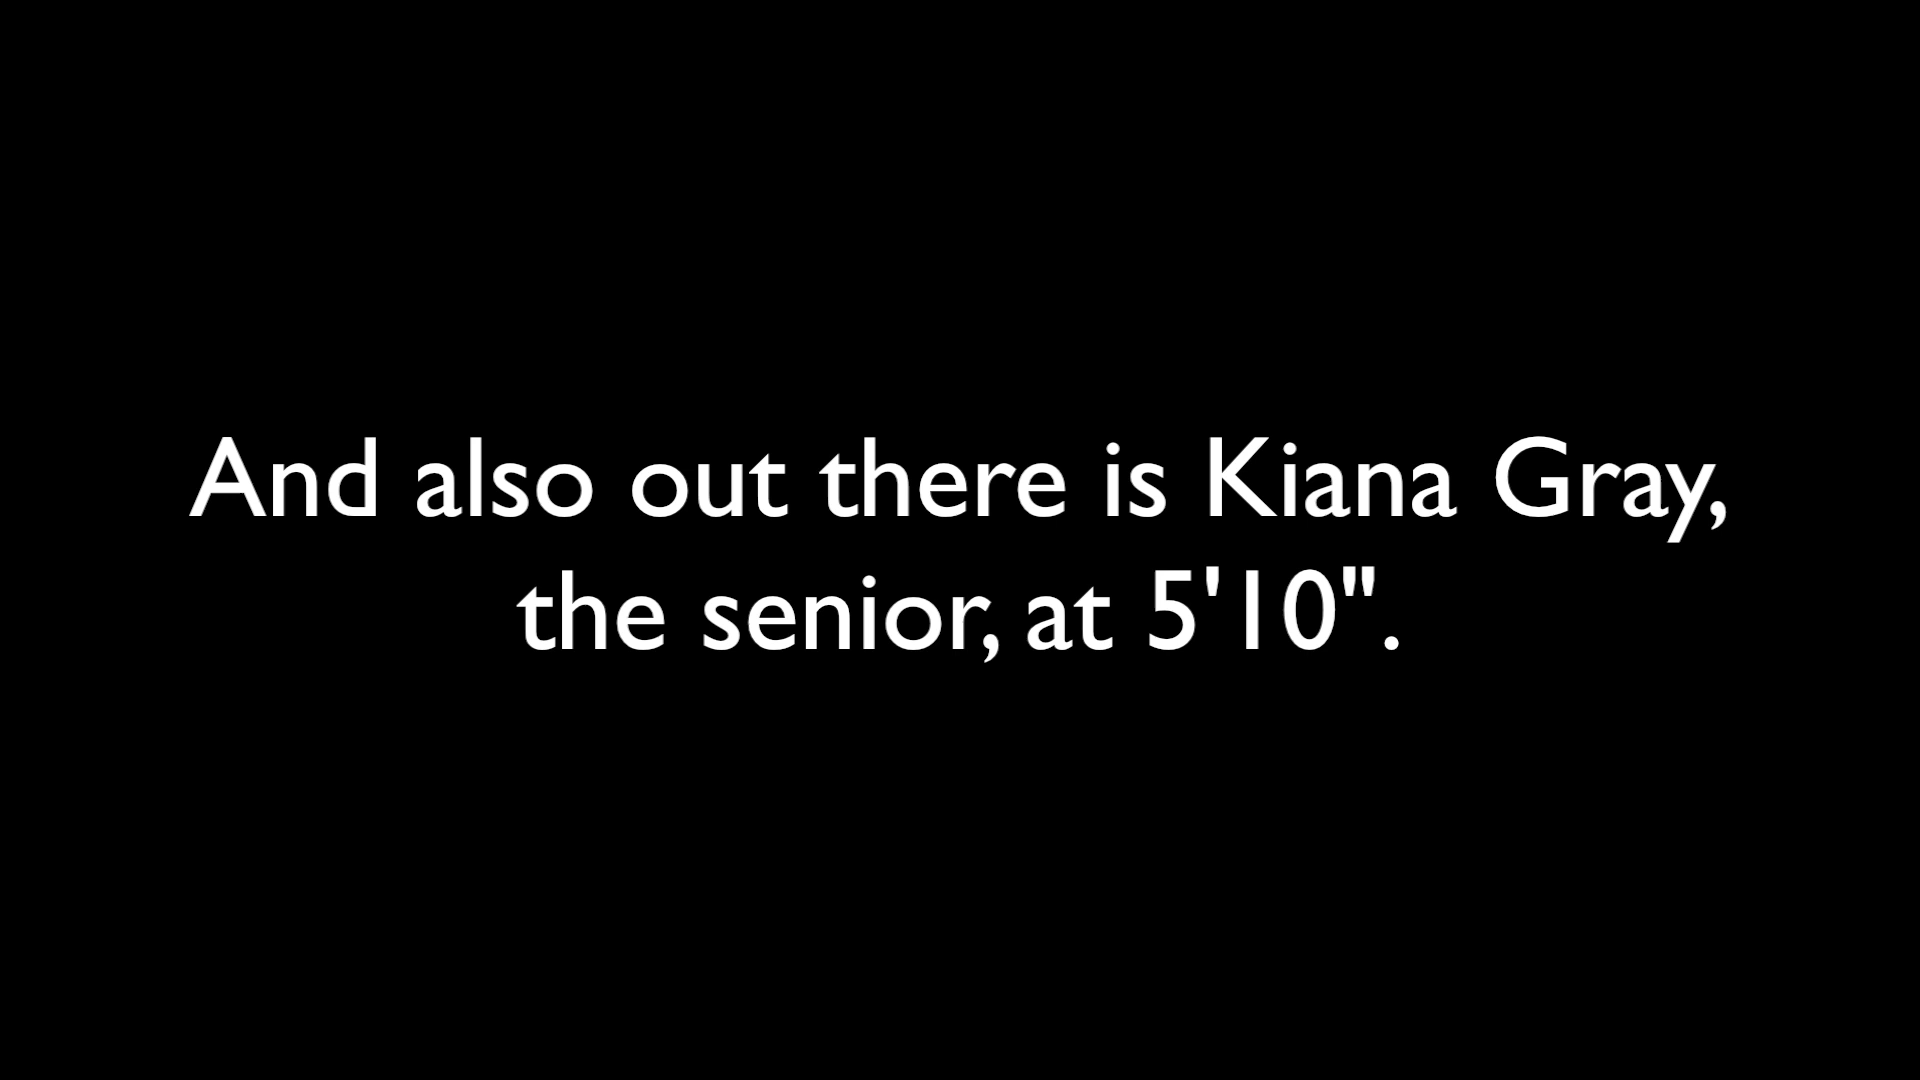 And also out there is Kiana Gray,
the senior, at 5'10".